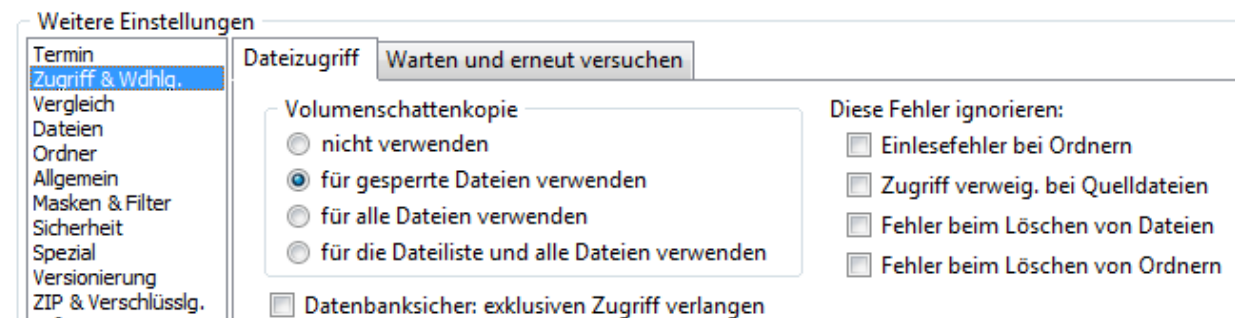 Weitere Einstellungen
Termin
Zugriff & Wdhlg.
Vergleich
Dateien
Ordner
Allgemein
Masken & Filter
Sicherheit
Spezial
Versionierung
ZIP & Verschlüsslg.
Dateizugriff
Warten und erneut versuchen
Volumenschattenkopie
nicht verwenden
für gesperrte Dateien verwenden
für alle Dateien verwenden
für die Dateiliste und alle Dateien verwenden
Datenbanksicher: exklusiven Zugriff verlangen
Diese Fehler ignorieren:
Einlesefehler bei Ordnern
Zugriff verweig. bei Quelldateien
Fehler beim Löschen von Dateien
Fehler beim Löschen von Ordnern